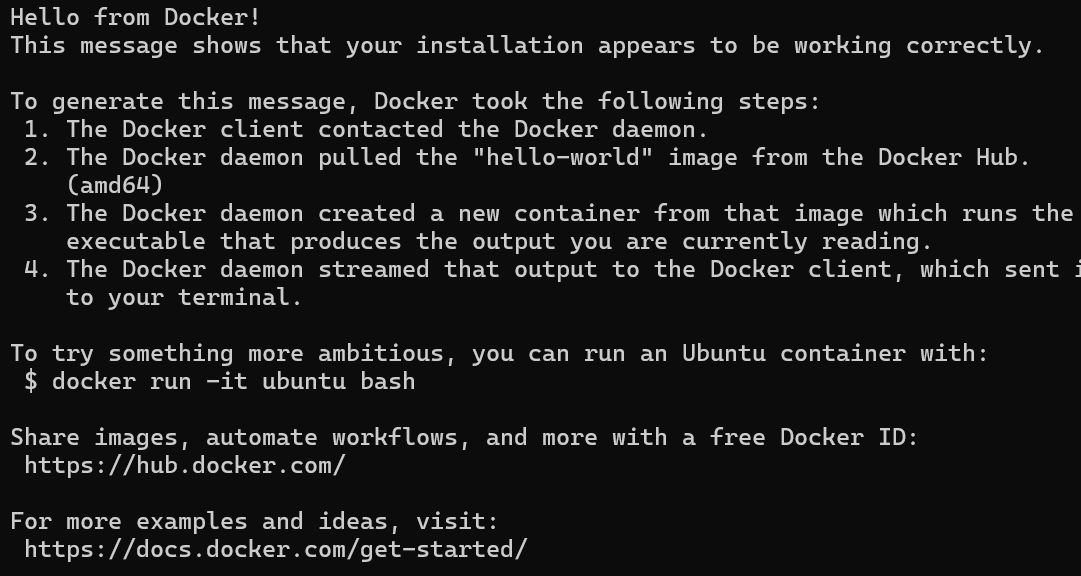 Hello from Docker!
This message shows that your installation appears to be working correctly.

To generate this message, Docker took the following steps:
 1. The Docker client contacted the Docker daemon.
 2. The Docker daemon pulled the "hello-world" image from the Docker Hub.
    (amd64)
 3. The Docker daemon created a new container from that image which runs the
    executable that produces the output you are currently reading.
 4. The Docker daemon streamed that output to the Docker client, which sent
    to your terminal.

To try something more ambitious, you can run an Ubuntu container with:
 $ docker run -it ubuntu bash

Share images, automate workflows, and more with a free Docker ID:
 https://hub.docker.com/

For more examples and ideas, visit:
 https://docs.docker.com/get-started/